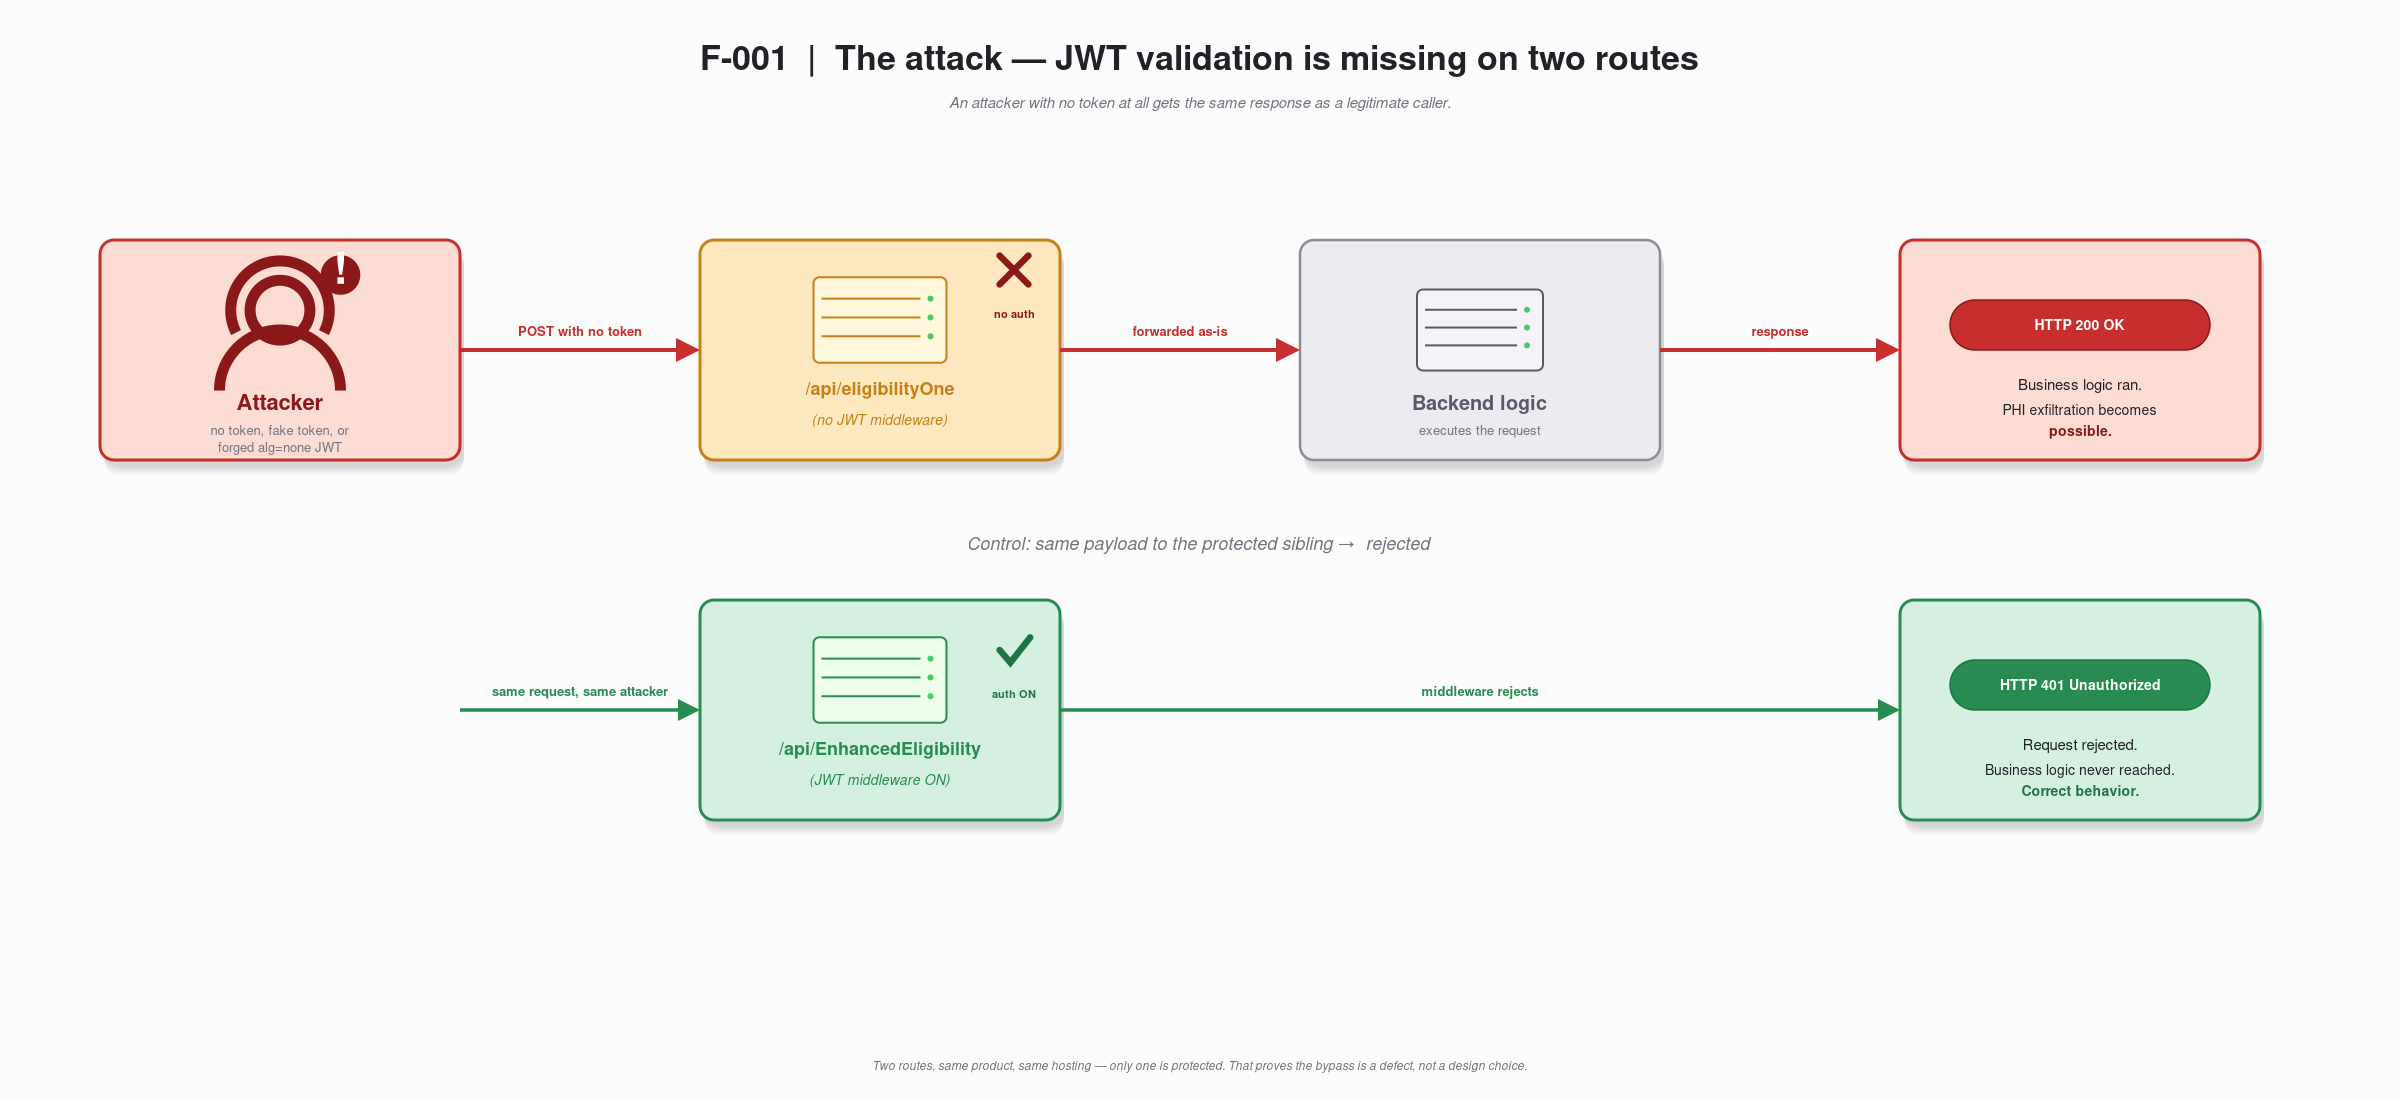 F-001 | The attack — JWT validation is missing on two routes
An attacker with no token at all gets the same response as a legitimate caller.
!
Attacker
no token, fake token, or
forged alg=none JWT
POST with no token
no auth
/api/eligibilityOne
(no JWT middleware)
forwarded as-is
Backend logic
executes the request
response
HTTP 200 OK
Business logic ran.
PHI exfiltration becomes
possible.
Control: same payload to the protected sibling → rejected
same request, same attacker
auth ON
/api/EnhancedEligibility
(JWT middleware ON)
middleware rejects
HTTP 401 Unauthorized
Request rejected.
Business logic never reached.
Correct behavior.
Two routes, same product, same hosting — only one is protected. That proves the bypass is a defect, not a design choice.